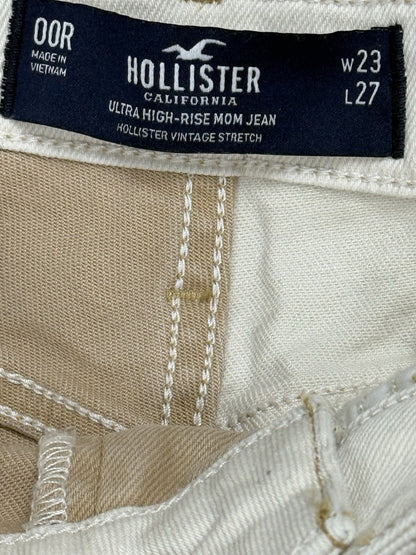 00R
MADE IN
VIETNAM
HOLLISTER
CALIFORNIA
ULTRA HIGH-RISE MOM JEAN
HOLLISTER VINTAGE STRETCH
W23
L27